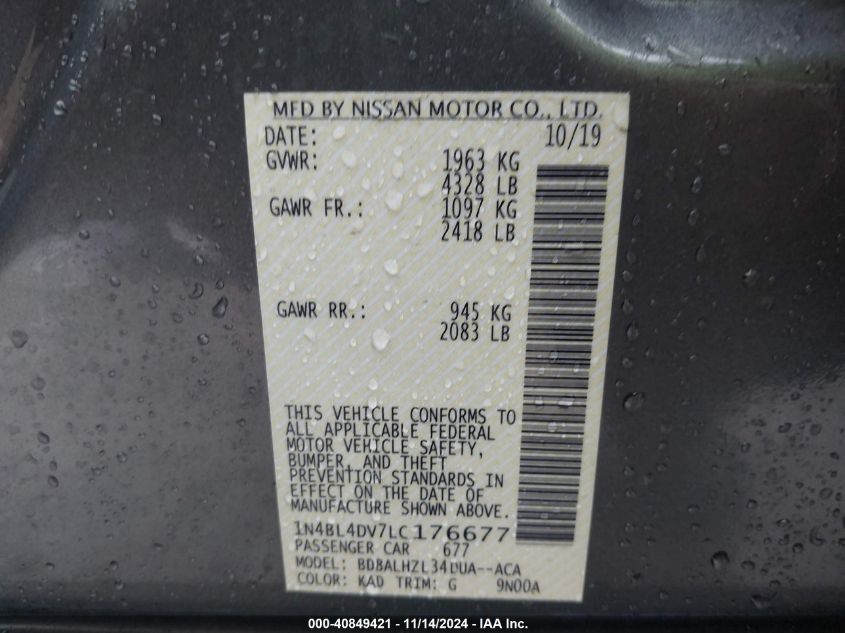 MFD BY NISSAN MOTOR CO., LTD.
DATE: 10/19
GVWR: 1963 KG
4328 LB
GAWR FR.: 1097 KG
2418 LB
GAWR RR.: 945 KG
2083 LB
THIS VEHICLE CONFORMS TO
ALL APPLICABLE FEDERAL
MOTOR VEHICLE SAFETY,
BUMPER, AND THEFT
PREVENTION STANDARDS IN
EFFECT ON THE DATE OF
MANUFACTURE SHOWN ABOVE.
1N4BL4DV7LC176677
PASSENGER CAR 677
MODEL: BDBALHZL34DUA--ACA
COLOR: KAD TRIM: G 9N00A
000-40849421 - 11/14/2024 - IAA Inc.